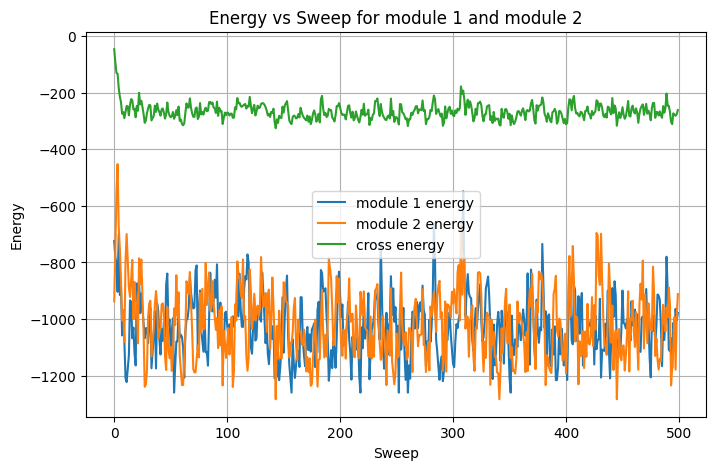 Energy vs Sweep for module 1 and module 2
0
−200
−400
−600
−800
−1000
−1200
Energy
module 1 energy
module 2 energy
cross energy
0 100 200 300 400 500
Sweep